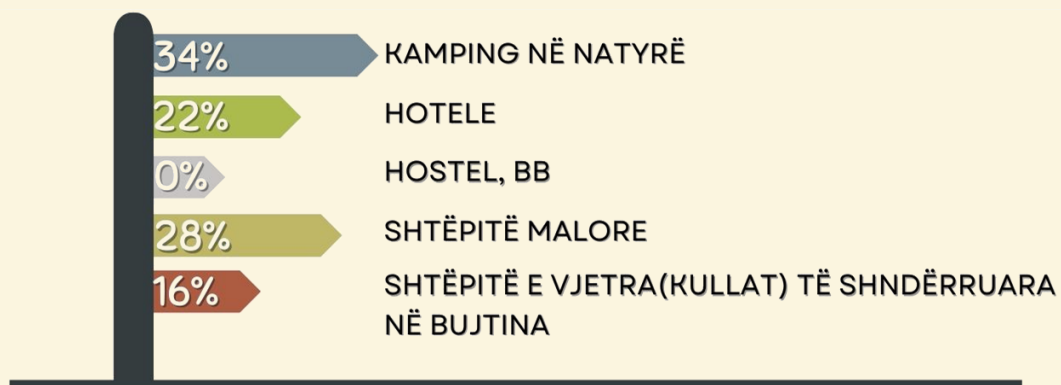 34% KAMPING NË NATYRË
22% HOTELE
0% HOSTEL, BB
28% SHTËPITË MALORE
16% SHTËPITË E VJETRA(KULLAT) TË SHNDËRRUARA
NË BUJTINA